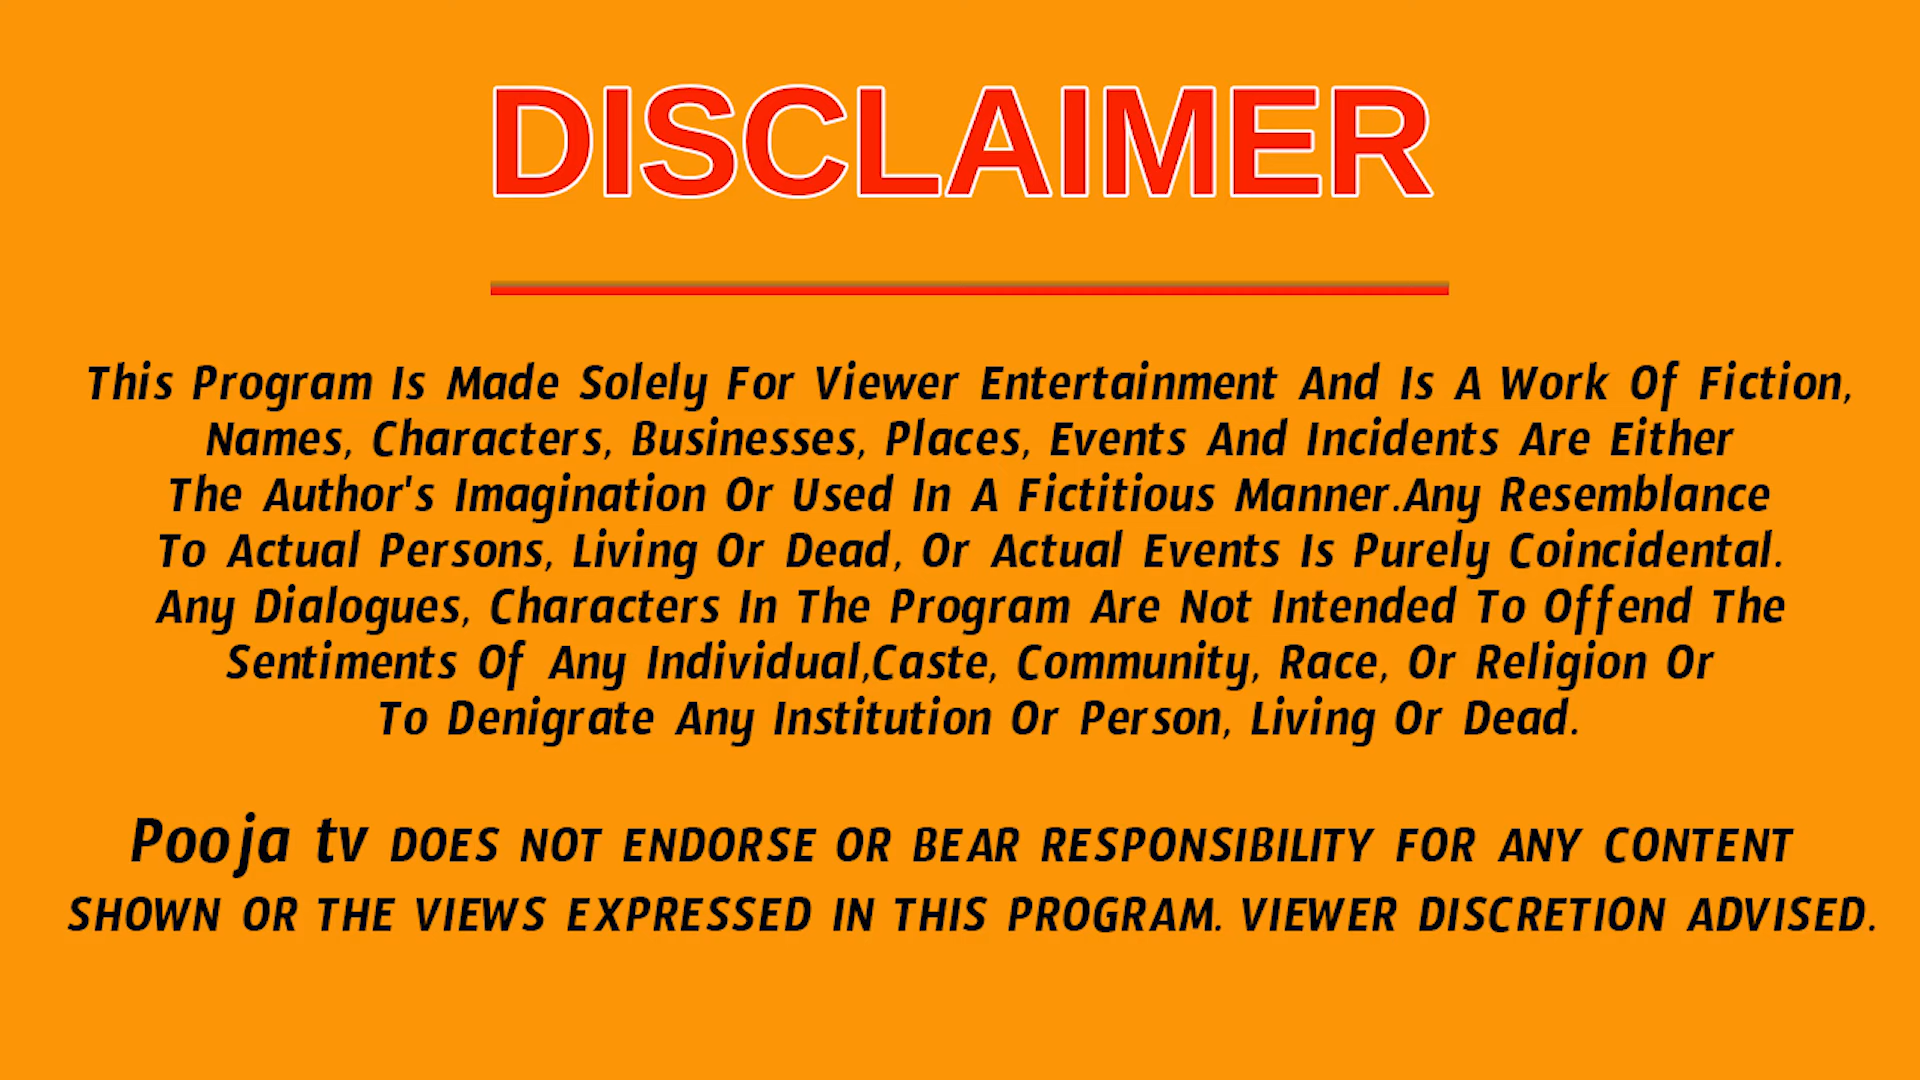 DISCLAIMER
This Program Is Made Solely For Viewer Entertainment And Is A Work Of Fiction,
Names, Characters, Businesses, Places, Events And Incidents Are Either
The Author's Imagination Or Used In A Fictitious Manner.Any Resemblance
To Actual Persons, Living Or Dead, Or Actual Events Is Purely Coincidental.
Any Dialogues, Characters In The Program Are Not Intended To Offend The
Sentiments Of Any Individual,Caste, Community, Race, Or Religion Or
To Denigrate Any Institution Or Person, Living Or Dead.
Pooja tv DOES NOT ENDORSE OR BEAR RESPONSIBILITY FOR ANY CONTENT
SHOWN OR THE VIEWS EXPRESSED IN THIS PROGRAM. VIEWER DISCRETION ADVISED.